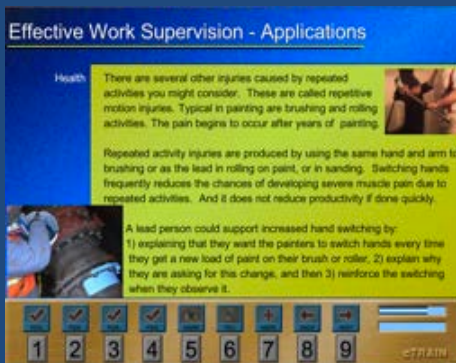 Effective Work Supervision - Applications
Health
There are several other injuries caused by repeated
activities you might consider. These are called repetitive
motion injuries. Typical in painting are brushing and rolling
activities. The pain begins to occur after years of painting.
Repeated activity injuries are produced by using the same hand and arm to
brushing or as the lead in rolling on paint, or in sanding. Switching hands
frequently reduces the chances of developing severe muscle pain due to
repeated activities. And it does not reduce productivity if done quickly.
A lead person could support increased hand switching by:
1) explaining that they want the painters to switch hands every time
they get a new load of paint on their brush or roller, 2) explain why
they are asking for this change, and then 3) reinforce the switching
when they observe it.
1 2 3 4 5 6 7 8 9
eTRAIN